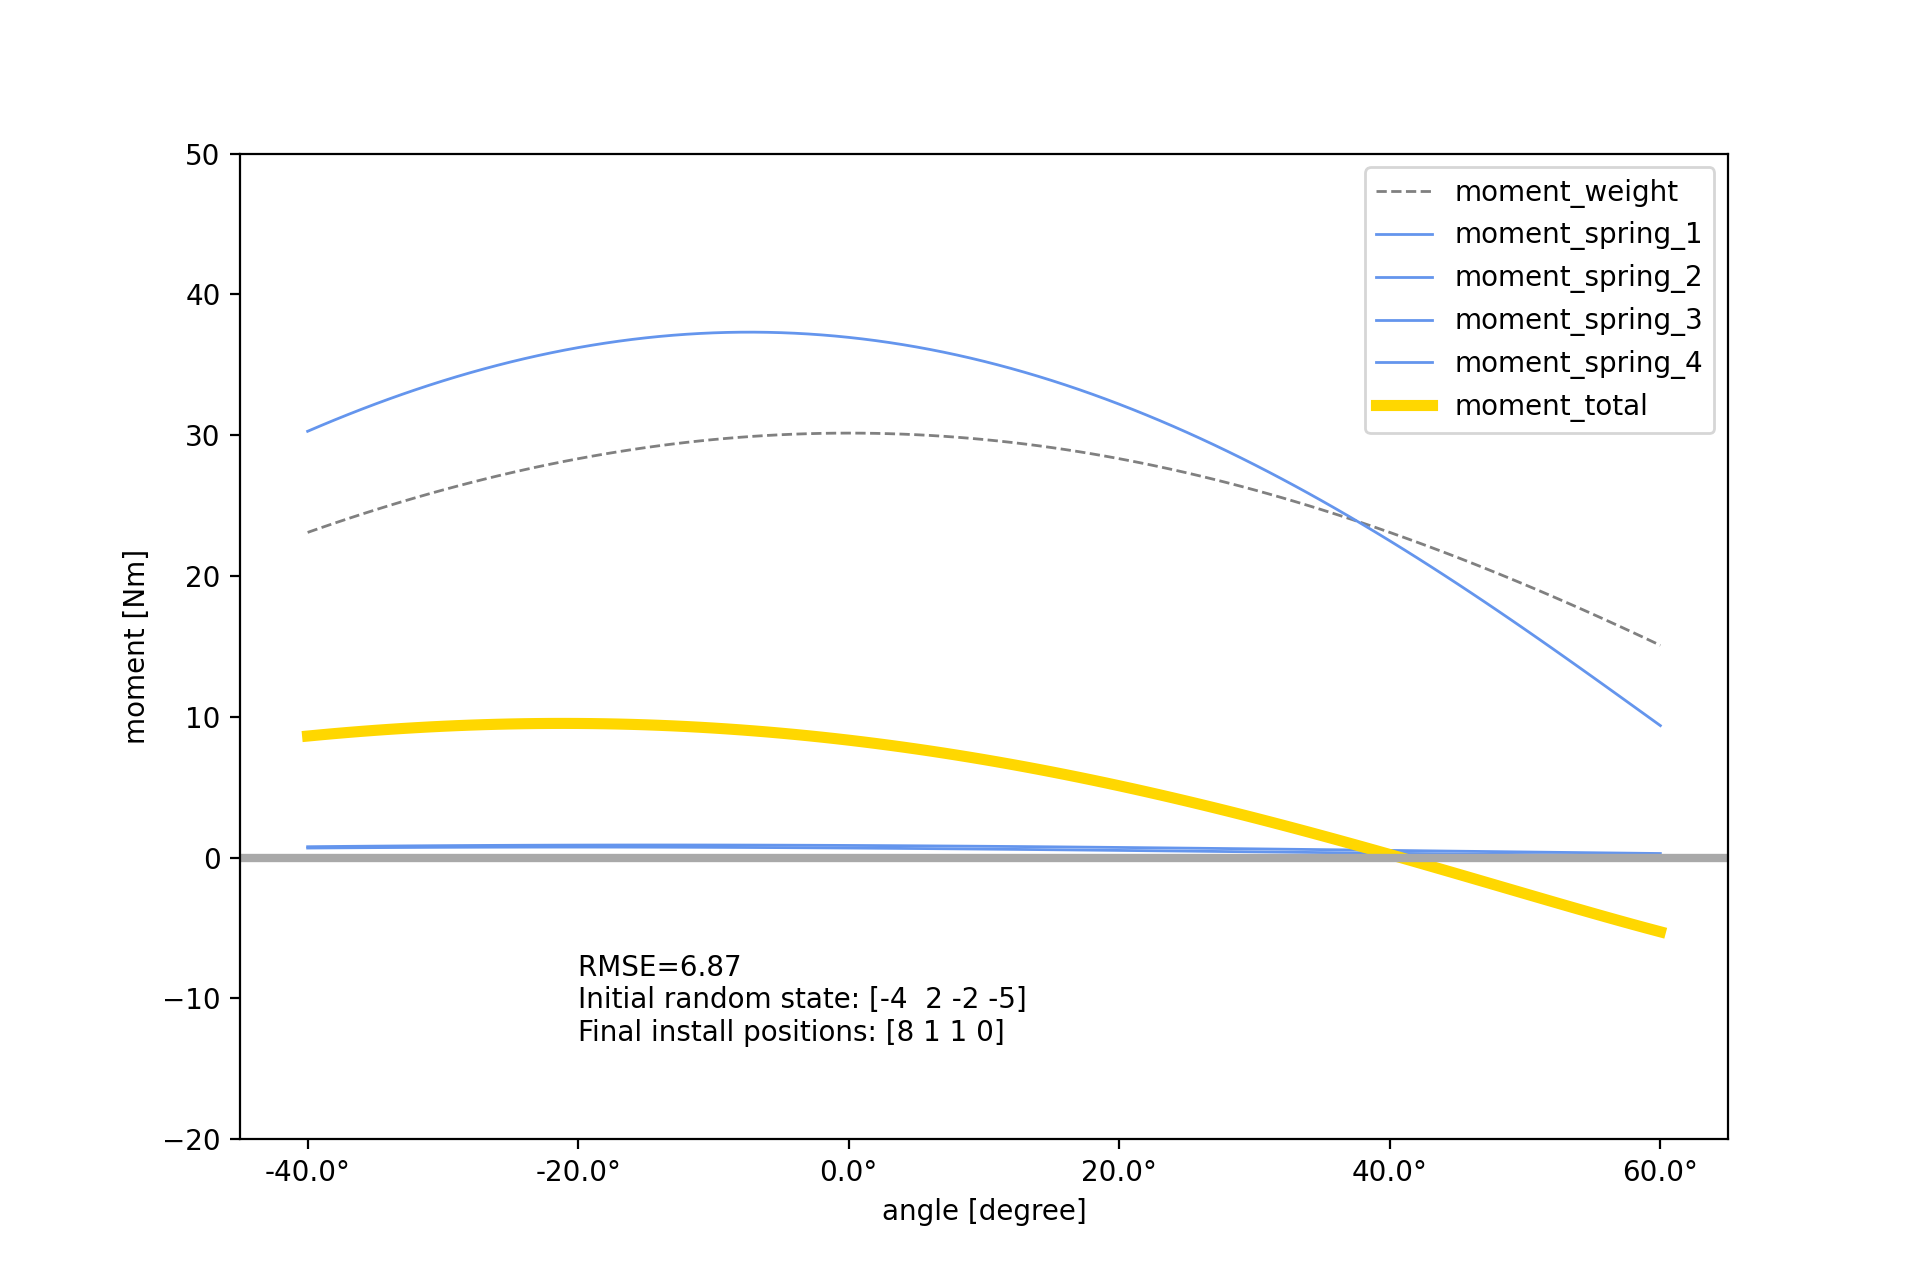 50
40
30
20
10
0
−10
−20
moment [Nm]
moment_weight
moment_spring_1
moment_spring_2
moment_spring_3
moment_spring_4
moment_total
RMSE=6.87
Initial random state: [-4  2 -2 -5]
Final install positions: [8 1 1 0]
-40.0° -20.0° 0.0° 20.0° 40.0° 60.0°
angle [degree]